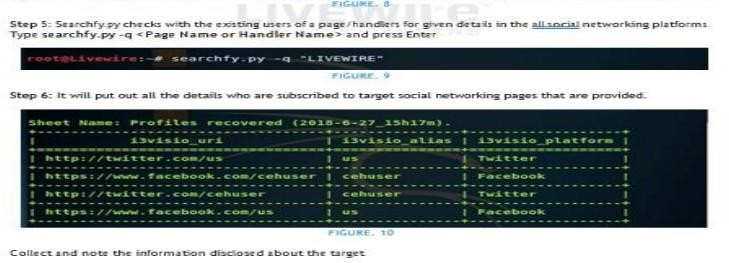 LIVEWIRE
FIGURE. 8
Step 5: Searchfy.py checks with the existing users of a page/handlers for given details in the all social networking platforms.
Type searchfy.py -q <Page Name or Handler Name> and press Enter
root@Livewire:~# searchfy.py -q "LIVEWIRE"
FIGURE. 9
Step 6: It will put out all the details who are subscribed to target social networking pages that are provided.
Sheet Name: Profiles recovered (2018-6-27_15h17m).
| i3visio_uri | i3visio_alias | i3visio_platform |
| http://twitter.com/us | us | Twitter |
| https://www.facebook.com/cehuser | cehuser | Facebook |
| http://twitter.com/cehuser | cehuser | Twitter |
| https://www.facebook.com/us | us | Facebook |
FIGURE. 10
Collect and note the information disclosed about the target